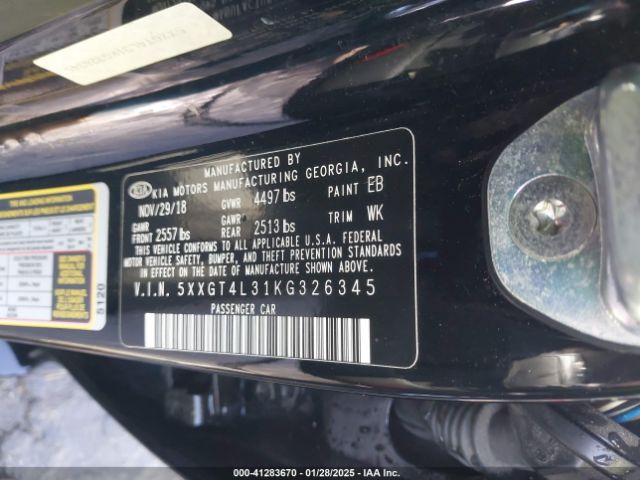 MANUFACTURED BY
KIA KIA MOTORS MANUFACTURING GEORGIA, INC.
NOV/29/18 GVWR 4497 lbs PAINT EB
GAWR FRONT 2557 lbs GAWR REAR 2513 lbs TRIM WK
THIS VEHICLE CONFORMS TO ALL APPLICABLE U.S.A. FEDERAL
MOTOR VEHICLE SAFETY, BUMPER, AND THEFT PREVENTION STANDARDS
IN EFFECT ON THE DATE OF MANUFACTURE SHOWN ABOVE.
V.I.N. 5XXGT4L31KG326345
PASSENGER CAR
5120
000-41283670 | 01/28/2025 | IAA Inc.